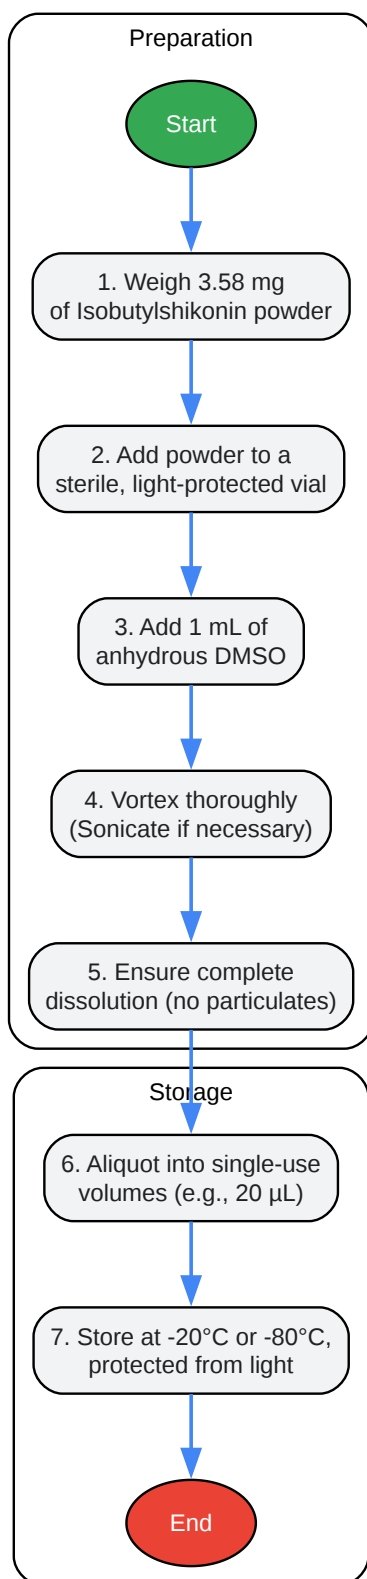 Preparation
Start
1. Weigh 3.58 mg
of Isobutylshikonin powder
2. Add powder to a
sterile, light-protected vial
3. Add 1 mL of
anhydrous DMSO
4. Vortex thoroughly
(Sonicate if necessary)
5. Ensure complete
dissolution (no particulates)
Storage
6. Aliquot into single-use
volumes (e.g., 20 µL)
7. Store at -20°C or -80°C,
protected from light
End